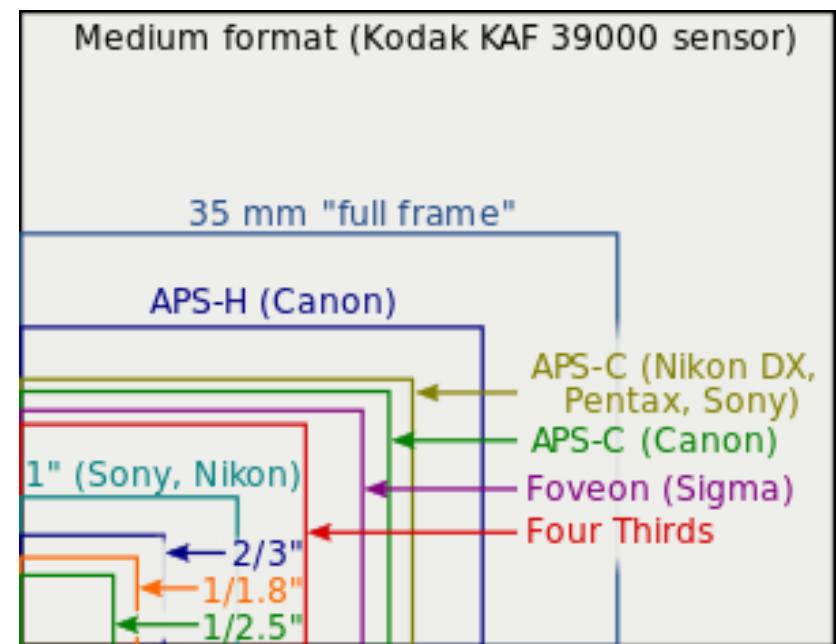 Medium format (Kodak KAF 39000 sensor)
35 mm "full frame"
APS-H (Canon)
APS-C (Nikon DX,
Pentax, Sony)
APS-C (Canon)
1" (Sony, Nikon)
Foveon (Sigma)
Four Thirds
2/3"
1/1.8"
1/2.5"